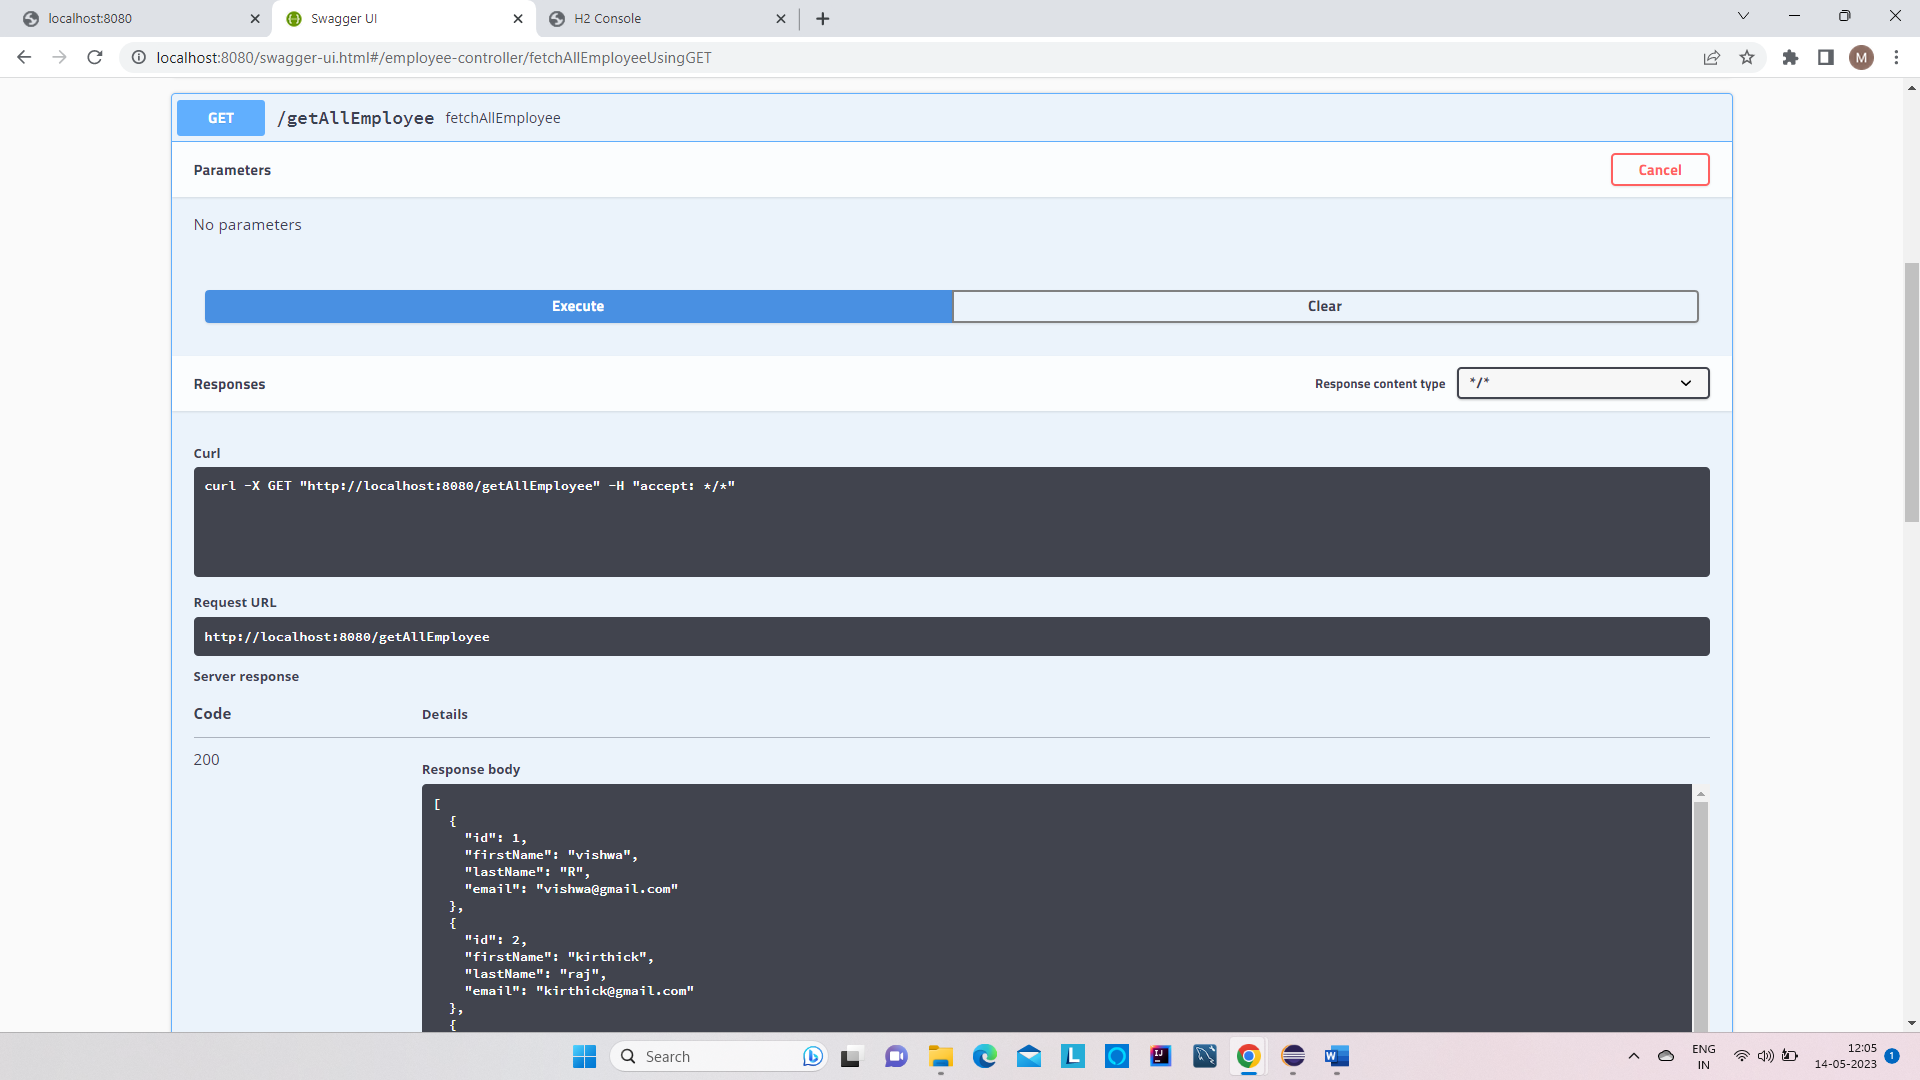 localhost:8080
Swagger UI
H2 Console
localhost:8080/swagger-ui.html#/employee-controller/fetchAllEmployeeUsingGET
M
GET /getAllEmployee fetchAllEmployee
Parameters
Cancel
No parameters
Execute
Clear
Responses
Response content type */*
Curl
curl -X GET "http://localhost:8080/getAllEmployee" -H "accept: */*"
Request URL
http://localhost:8080/getAllEmployee
Server response
Code Details
200
Response body
[
{
"id": 1,
"firstName": "vishwa",
"lastName": "R",
"email": "vishwa@gmail.com"
},
{
"id": 2,
"firstName": "kirthick",
"lastName": "raj",
"email": "kirthick@gmail.com"
},
{
Search
L
IJ
W
ENG
IN
12:05
14-05-2023
1